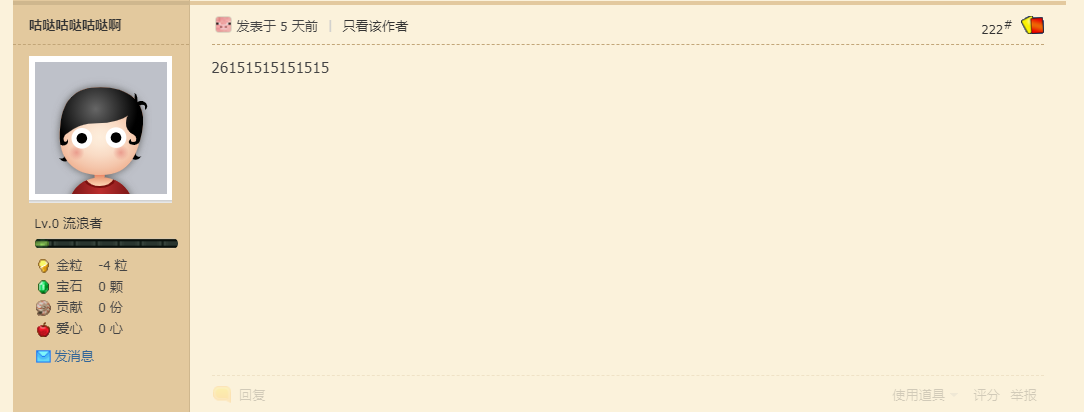 咕哒咕哒咕哒啊
发表于 5 天前 | 只看该作者
222#
26151515151515
Lv.0 流浪者
金粒 -4 粒
宝石 0 颗
贡献 0 份
爱心 0 心
发消息
回复
使用道具 评分 举报